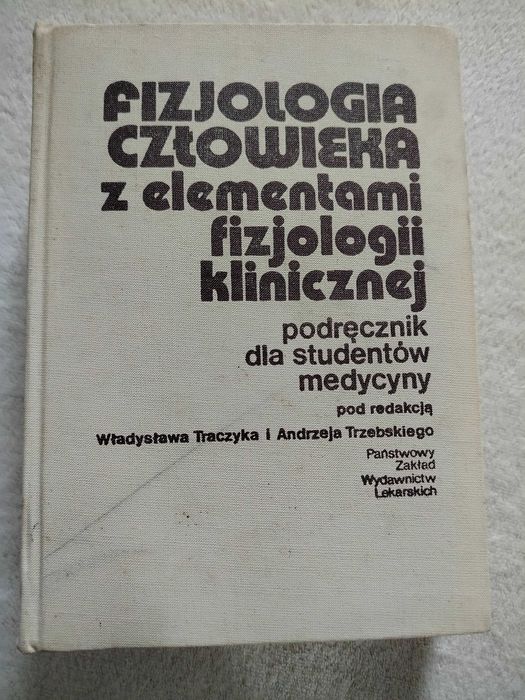 FIZJOLOGIA
CZŁOWIEKA
z elementami
fizjologii
klinicznej
podręcznik
dla studentów
medycyny
pod redakcją
Władysława Traczyka i Andrzeja Trzebskiego
Państwowy
Zakład
Wydawnictw
Lekarskich